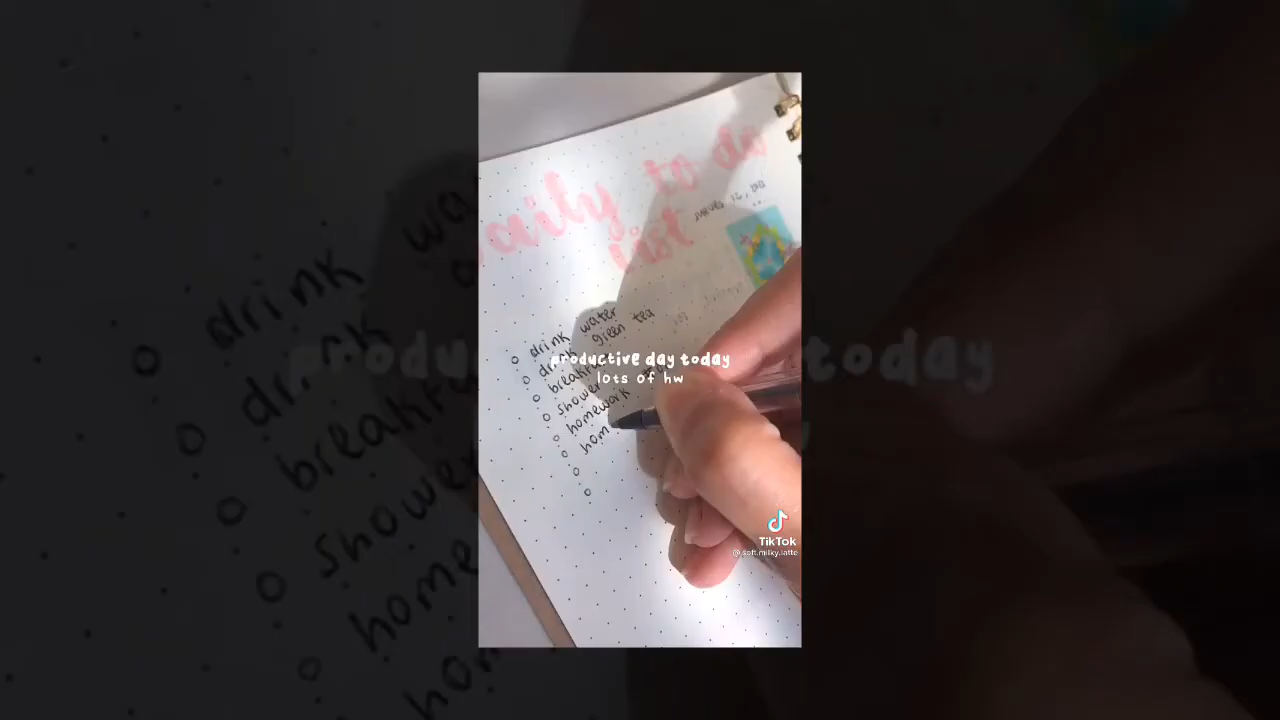 daily to do
list
drink water
drink green tea
breakfast
shower
homework
hom
productive day today
lots of hw
TikTok
@_soft.milky.latte